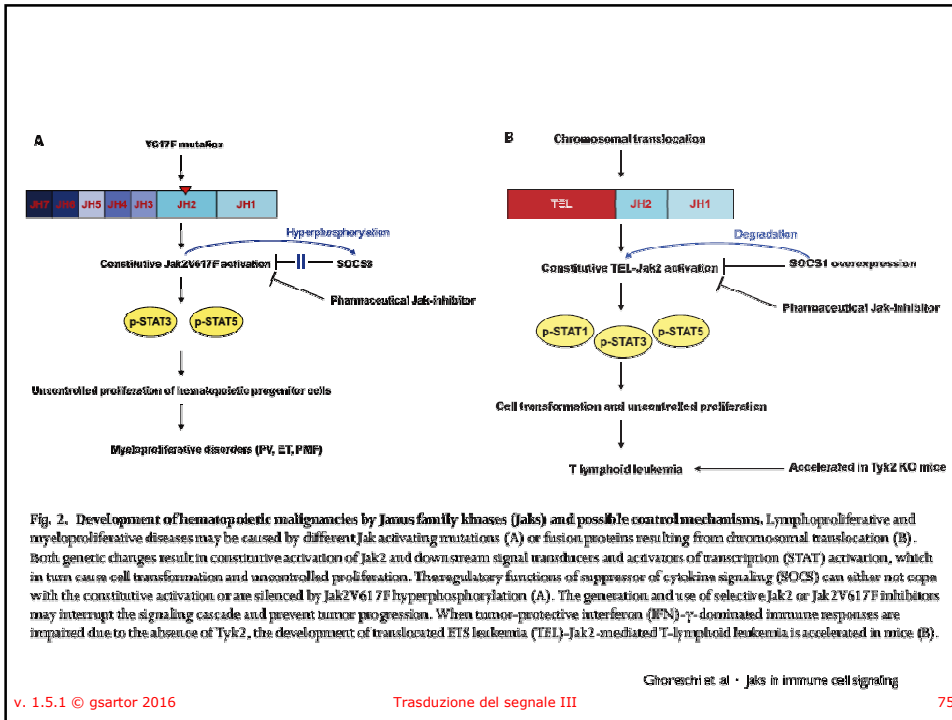 A
V617F mutation
JH7 JH6 JH5 JH4 JH3 JH2 JH1
Hyperphosphorylation
Constitutive Jak2V617F activation
SOCS3
Pharmaceutical Jak-inhibitor
p-STAT3 p-STAT5
Uncontrolled proliferation of hematopoietic progenitor cells
Myeloproliferative disorders (PV, ET, PMF)
B
Chromosomal translocation
TEL JH2 JH1
Degradation
Constitutive TEL-Jak2 activation
SOCS1 overexpression
Pharmaceutical Jak-Inhibitor
p-STAT1 p-STAT3 p-STAT5
Cell transformation and uncontrolled proliferation
T lymphoid leukemia
Accelerated in Tyk2 KO mice
Fig. 2. Development of hematopoietic malignancies by Janus family kinases (Jaks) and possible control mechanisms. Lymphoproliferative and
myeloproliferative diseases may be caused by different Jak activating mutations (A) or fusion proteins resulting from chromosomal translocation (B).
Both genetic changes result in constitutive activation of Jak2 and downstream signal transducers and activators of transcription (STAT) activation, which
in turn cause cell transformation and uncontrolled proliferation. The regulatory functions of suppressor of cytokine signaling (SOCS) can either not cope
with the constitutive activation or are silenced by Jak2V617F hyperphosphorylation (A). The generation and use of selective Jak2 or Jak2V617F inhibitors
may interrupt the signaling cascade and prevent tumor progression. When tumor-protective interferon (IFN)-γ-dominated immune responses are
impaired due to the absence of Tyk2, the development of translocated ETS leukemia (TEL)-Jak2-mediated T-lymphoid leukemia is accelerated in mice (B).
Ghoreschi et al · Jaks in immune cell signaling
v. 1.5.1 © gsartor 2016
Trasduzione del segnale III
75